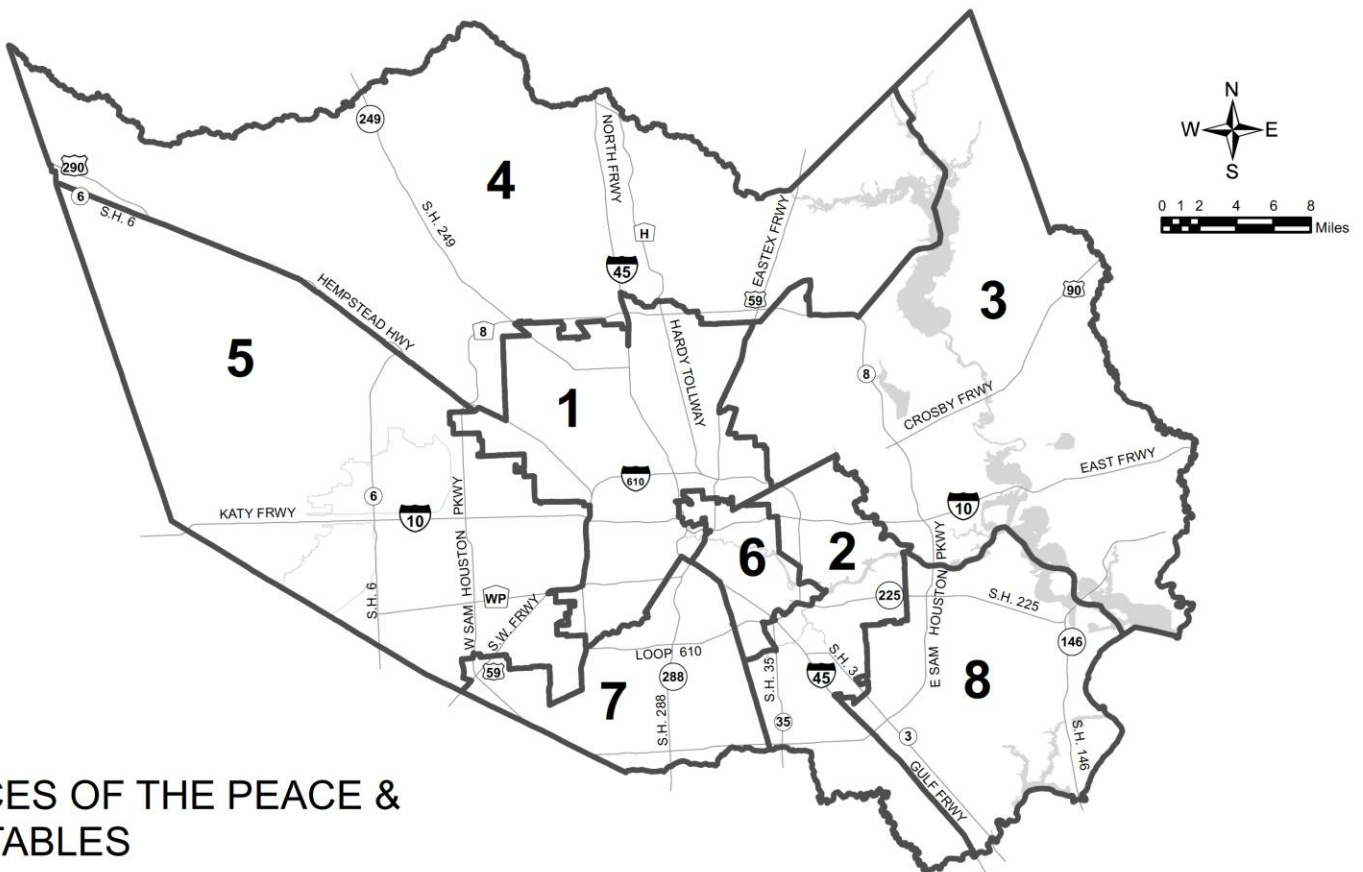 N
W E
S
0 1 2 4 6 8
Miles
249
NORTH FRWY
4
290
6
S.H. 6
S.H. 249
H
EASTEX FRWY
45
59
3
90
HEMPSTEAD HWY
8
5
HARDY TOLLWAY
8
1
CROSBY FRWY
610
EAST FRWY
6
KATY FRWY
10
W SAM HOUSTON PKWY
10
6
2
E SAM HOUSTON PKWY
S.H. 6
WP
S.W. FRWY
225
S.H. 225
146
LOOP 610
59
288
S.H. 35
45
S.H. 3
8
7
S.H. 288
35
3
S.H. 146
GULF FRWY
CES OF THE PEACE &
TABLES